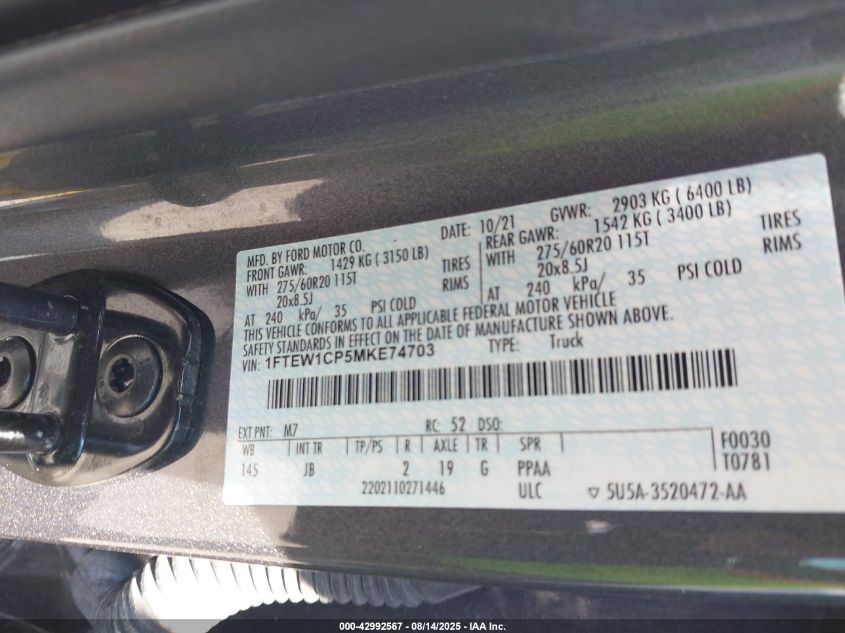 MFD. BY FORD MOTOR CO.
DATE: 10/21 GVWR: 2903 KG ( 6400 LB)
FRONT GAWR: 1429 KG ( 3150 LB)
WITH 275/60R20 115T TIRES
20x8.5J RIMS
AT 240 kPa/ 35 PSI COLD
REAR GAWR: 1542 KG ( 3400 LB)
WITH 275/60R20 115T TIRES
20x8.5J RIMS
AT 240 kPa/ 35 PSI COLD
THIS VEHICLE CONFORMS TO ALL APPLICABLE FEDERAL MOTOR VEHICLE
SAFETY STANDARDS IN EFFECT ON THE DATE OF MANUFACTURE SHOWN ABOVE.
VIN: 1FTEW1CP5MKE74703 TYPE: Truck
EXT PNT: M7 RC: 52 DSO:
WB INT TR TP/PS R AXLE TR SPR
145 JB 2 19 G PPAA
F0030
T0781
2202110271446 ULC ▽ 5U5A-3520472-AA
000-42992567 - 08/14/2025 - IAA Inc.